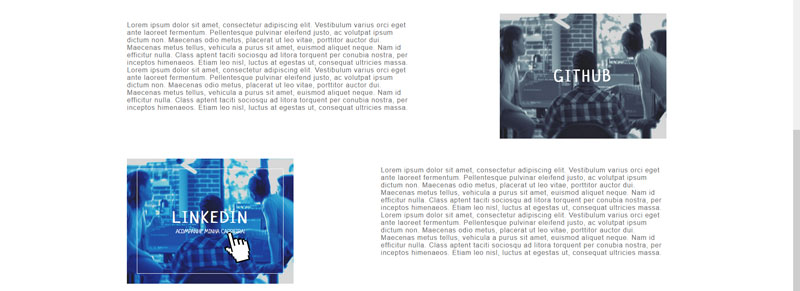 Lorem ipsum dolor sit amet, consectetur adipiscing elit. Vestibulum varius orci eget
ante laoreet fermentum. Pellentesque pulvinar eleifend justo, ac volutpat ipsum
dictum non. Maecenas odio metus, placerat ut leo vitae, porttitor auctor dui.
Maecenas metus tellus, vehicula a purus sit amet, euismod aliquet neque. Nam id
efficitur nulla. Class aptent taciti sociosqu ad litora torquent per conubia nostra, per
inceptos himenaeos. Etiam leo nisl, luctus at egestas ut, consequat ultricies massa.
Lorem ipsum dolor sit amet, consectetur adipiscing elit. Vestibulum varius orci eget
ante laoreet fermentum. Pellentesque pulvinar eleifend justo, ac volutpat ipsum
dictum non. Maecenas odio metus, placerat ut leo vitae, porttitor auctor dui.
Maecenas metus tellus, vehicula a purus sit amet, euismod aliquet neque. Nam id
efficitur nulla. Class aptent taciti sociosqu ad litora torquent per conubia nostra, per
inceptos himenaeos. Etiam leo nisl, luctus at egestas ut, consequat ultricies massa.
GITHUB
LINKEDIN
ACOMPANHE MINHA CARREIRA!
Lorem ipsum dolor sit amet, consectetur adipiscing elit. Vestibulum varius orci eget
ante laoreet fermentum. Pellentesque pulvinar eleifend justo, ac volutpat ipsum
dictum non. Maecenas odio metus, placerat ut leo vitae, porttitor auctor dui.
Maecenas metus tellus, vehicula a purus sit amet, euismod aliquet neque. Nam id
efficitur nulla. Class aptent taciti sociosqu ad litora torquent per conubia nostra, per
inceptos himenaeos. Etiam leo nisl, luctus at egestas ut, consequat ultricies massa.
Lorem ipsum dolor sit amet, consectetur adipiscing elit. Vestibulum varius orci eget
ante laoreet fermentum. Pellentesque pulvinar eleifend justo, ac volutpat ipsum
dictum non. Maecenas odio metus, placerat ut leo vitae, porttitor auctor dui.
Maecenas metus tellus, vehicula a purus sit amet, euismod aliquet neque. Nam id
efficitur nulla. Class aptent taciti sociosqu ad litora torquent per conubia nostra, per
inceptos himenaeos. Etiam leo nisl, luctus at egestas ut, consequat ultricies massa.